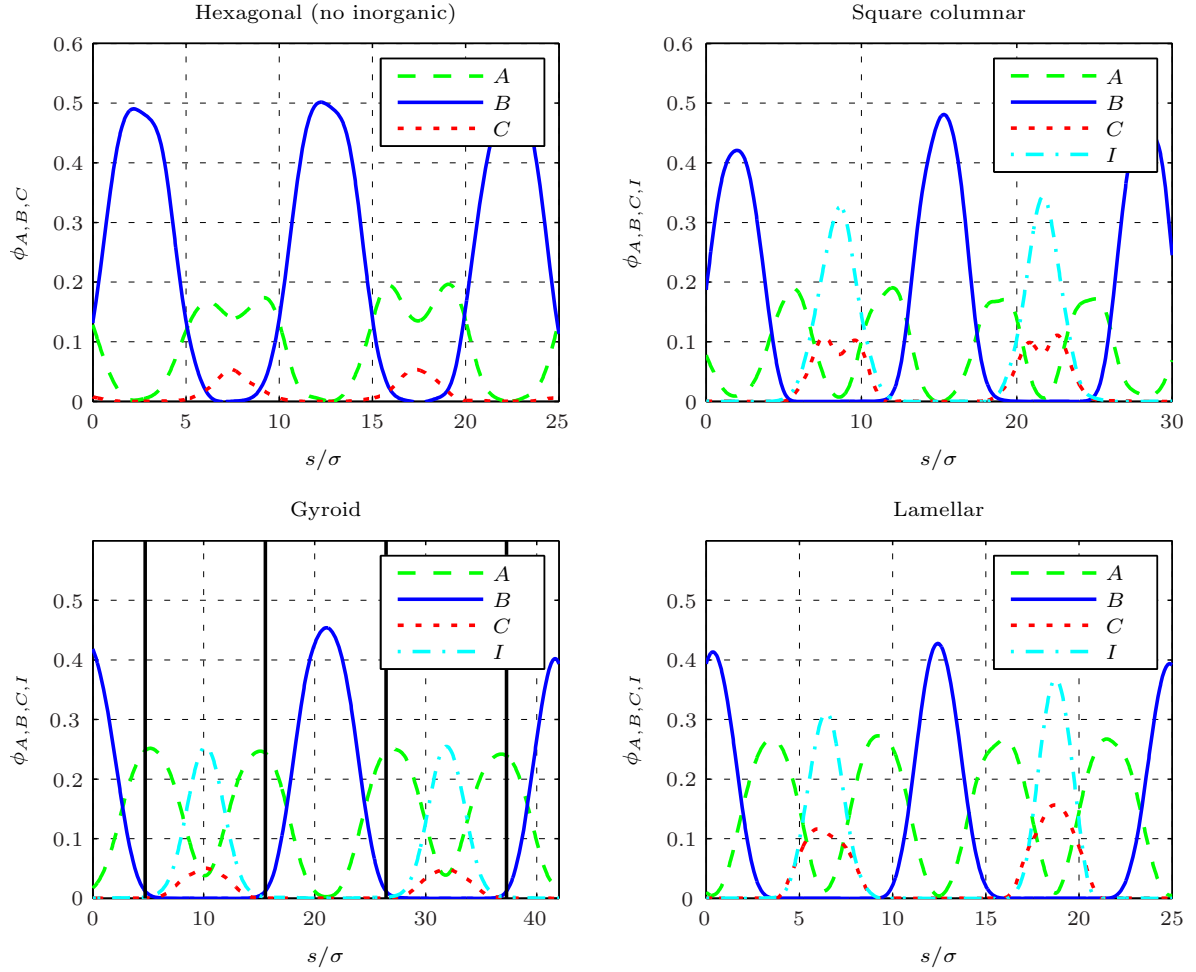 Hexagonal (no inorganic)
0.6
0.5
0.4
0.3
0.2
0.1
0
0
5
10
15
20
25
ϕA,B,C
s/σ
A
B
C
Square columnar
0.6
0.5
0.4
0.3
0.2
0.1
0
0
10
20
30
ϕA,B,C,I
s/σ
A
B
C
I
Gyroid
0.5
0.4
0.3
0.2
0.1
0
0
10
20
30
40
ϕA,B,C,I
s/σ
A
B
C
I
Lamellar
0.5
0.4
0.3
0.2
0.1
0
0
5
10
15
20
25
ϕA,B,C,I
s/σ
A
B
C
I